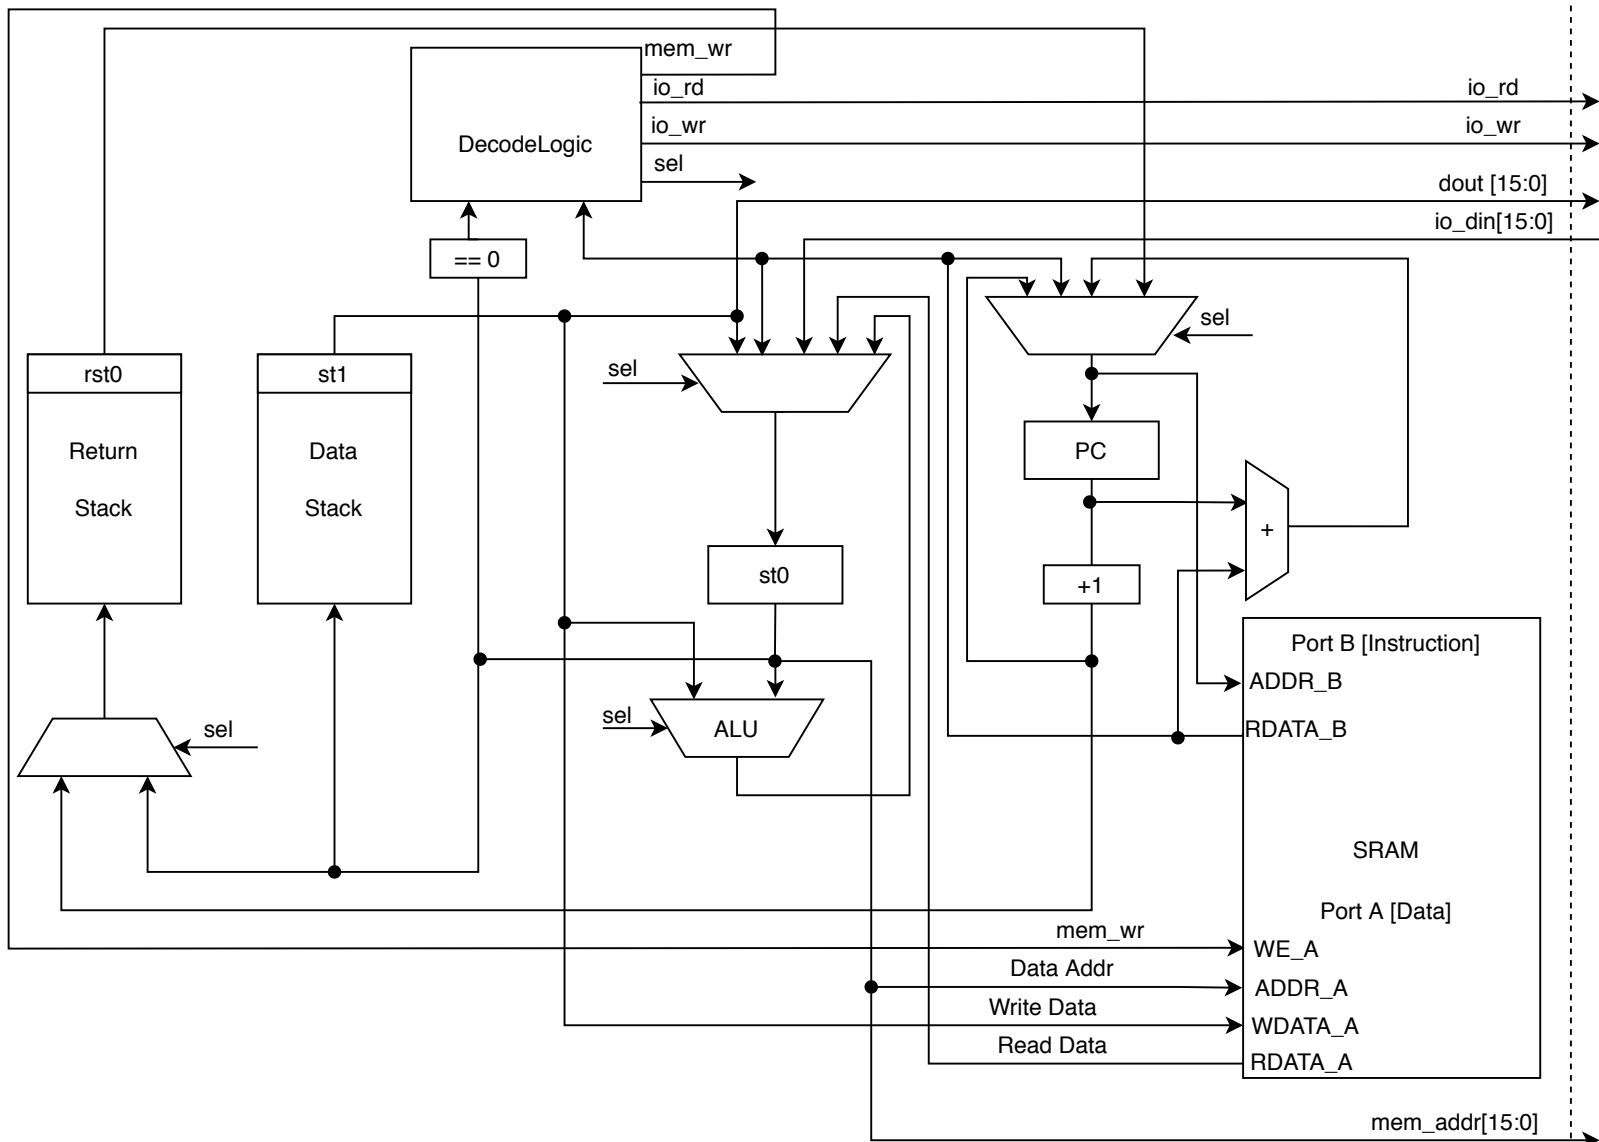 mem_wr
io_rd
io_rd
io_wr
io_wr
DecodeLogic
sel
dout [15:0]
io_din[15:0]
== 0
sel
rst0
st1
sel
Return
Stack
Data
Stack
PC
+
st0
+1
Port B [Instruction]
ADDR_B
sel
sel
ALU
RDATA_B
SRAM
Port A [Data]
mem_wr
WE_A
Data Addr
ADDR_A
Write Data
WDATA_A
Read Data
RDATA_A
mem_addr[15:0]